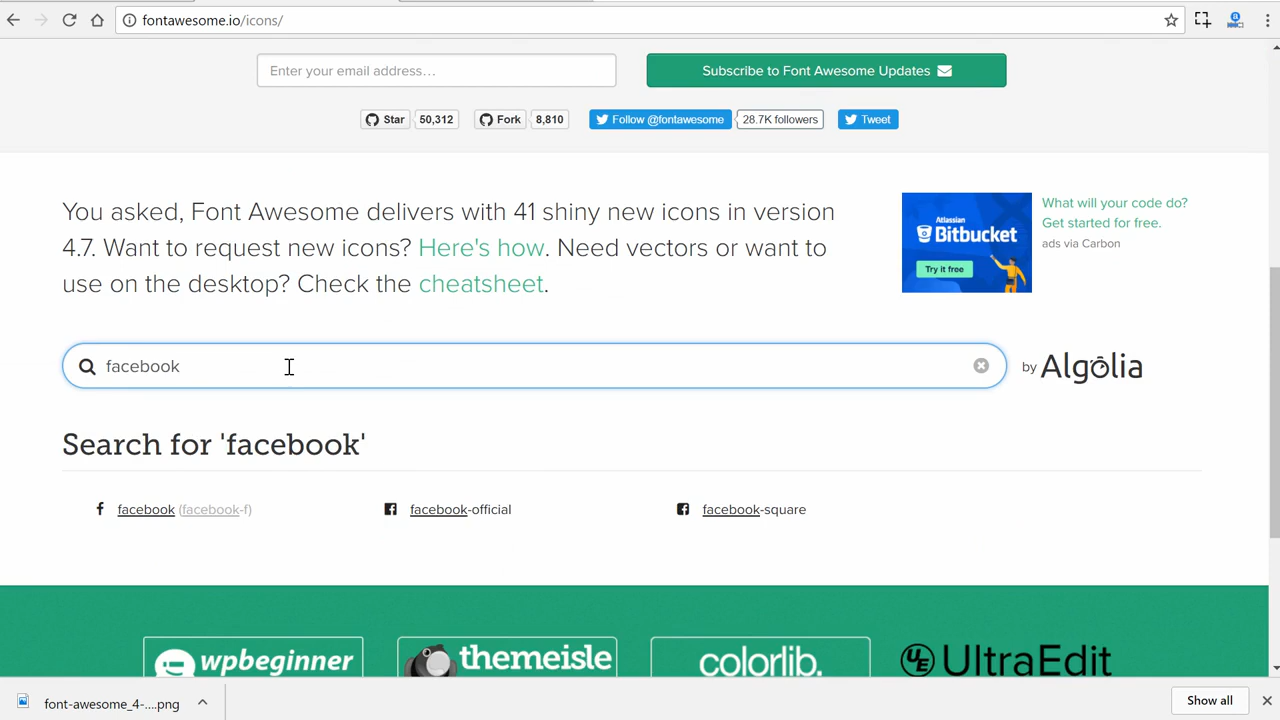 fontawesome.io/icons/
Enter your email address…
Subscribe to Font Awesome Updates
Star 50,312 Fork 8,810 Follow @fontawesome 28.7K followers Tweet
You asked, Font Awesome delivers with 41 shiny new icons in version
4.7. Want to request new icons? Here's how. Need vectors or want to
use on the desktop? Check the cheatsheet.
Atlassian
Bitbucket
Try it free
What will your code do?
Get started for free.
ads via Carbon
facebook
by Algolia
Search for 'facebook'
facebook (facebook-f) facebook-official facebook-square
wpbeginner themeisle colorlib. UE UltraEdit
font-awesome_4-....png Show all